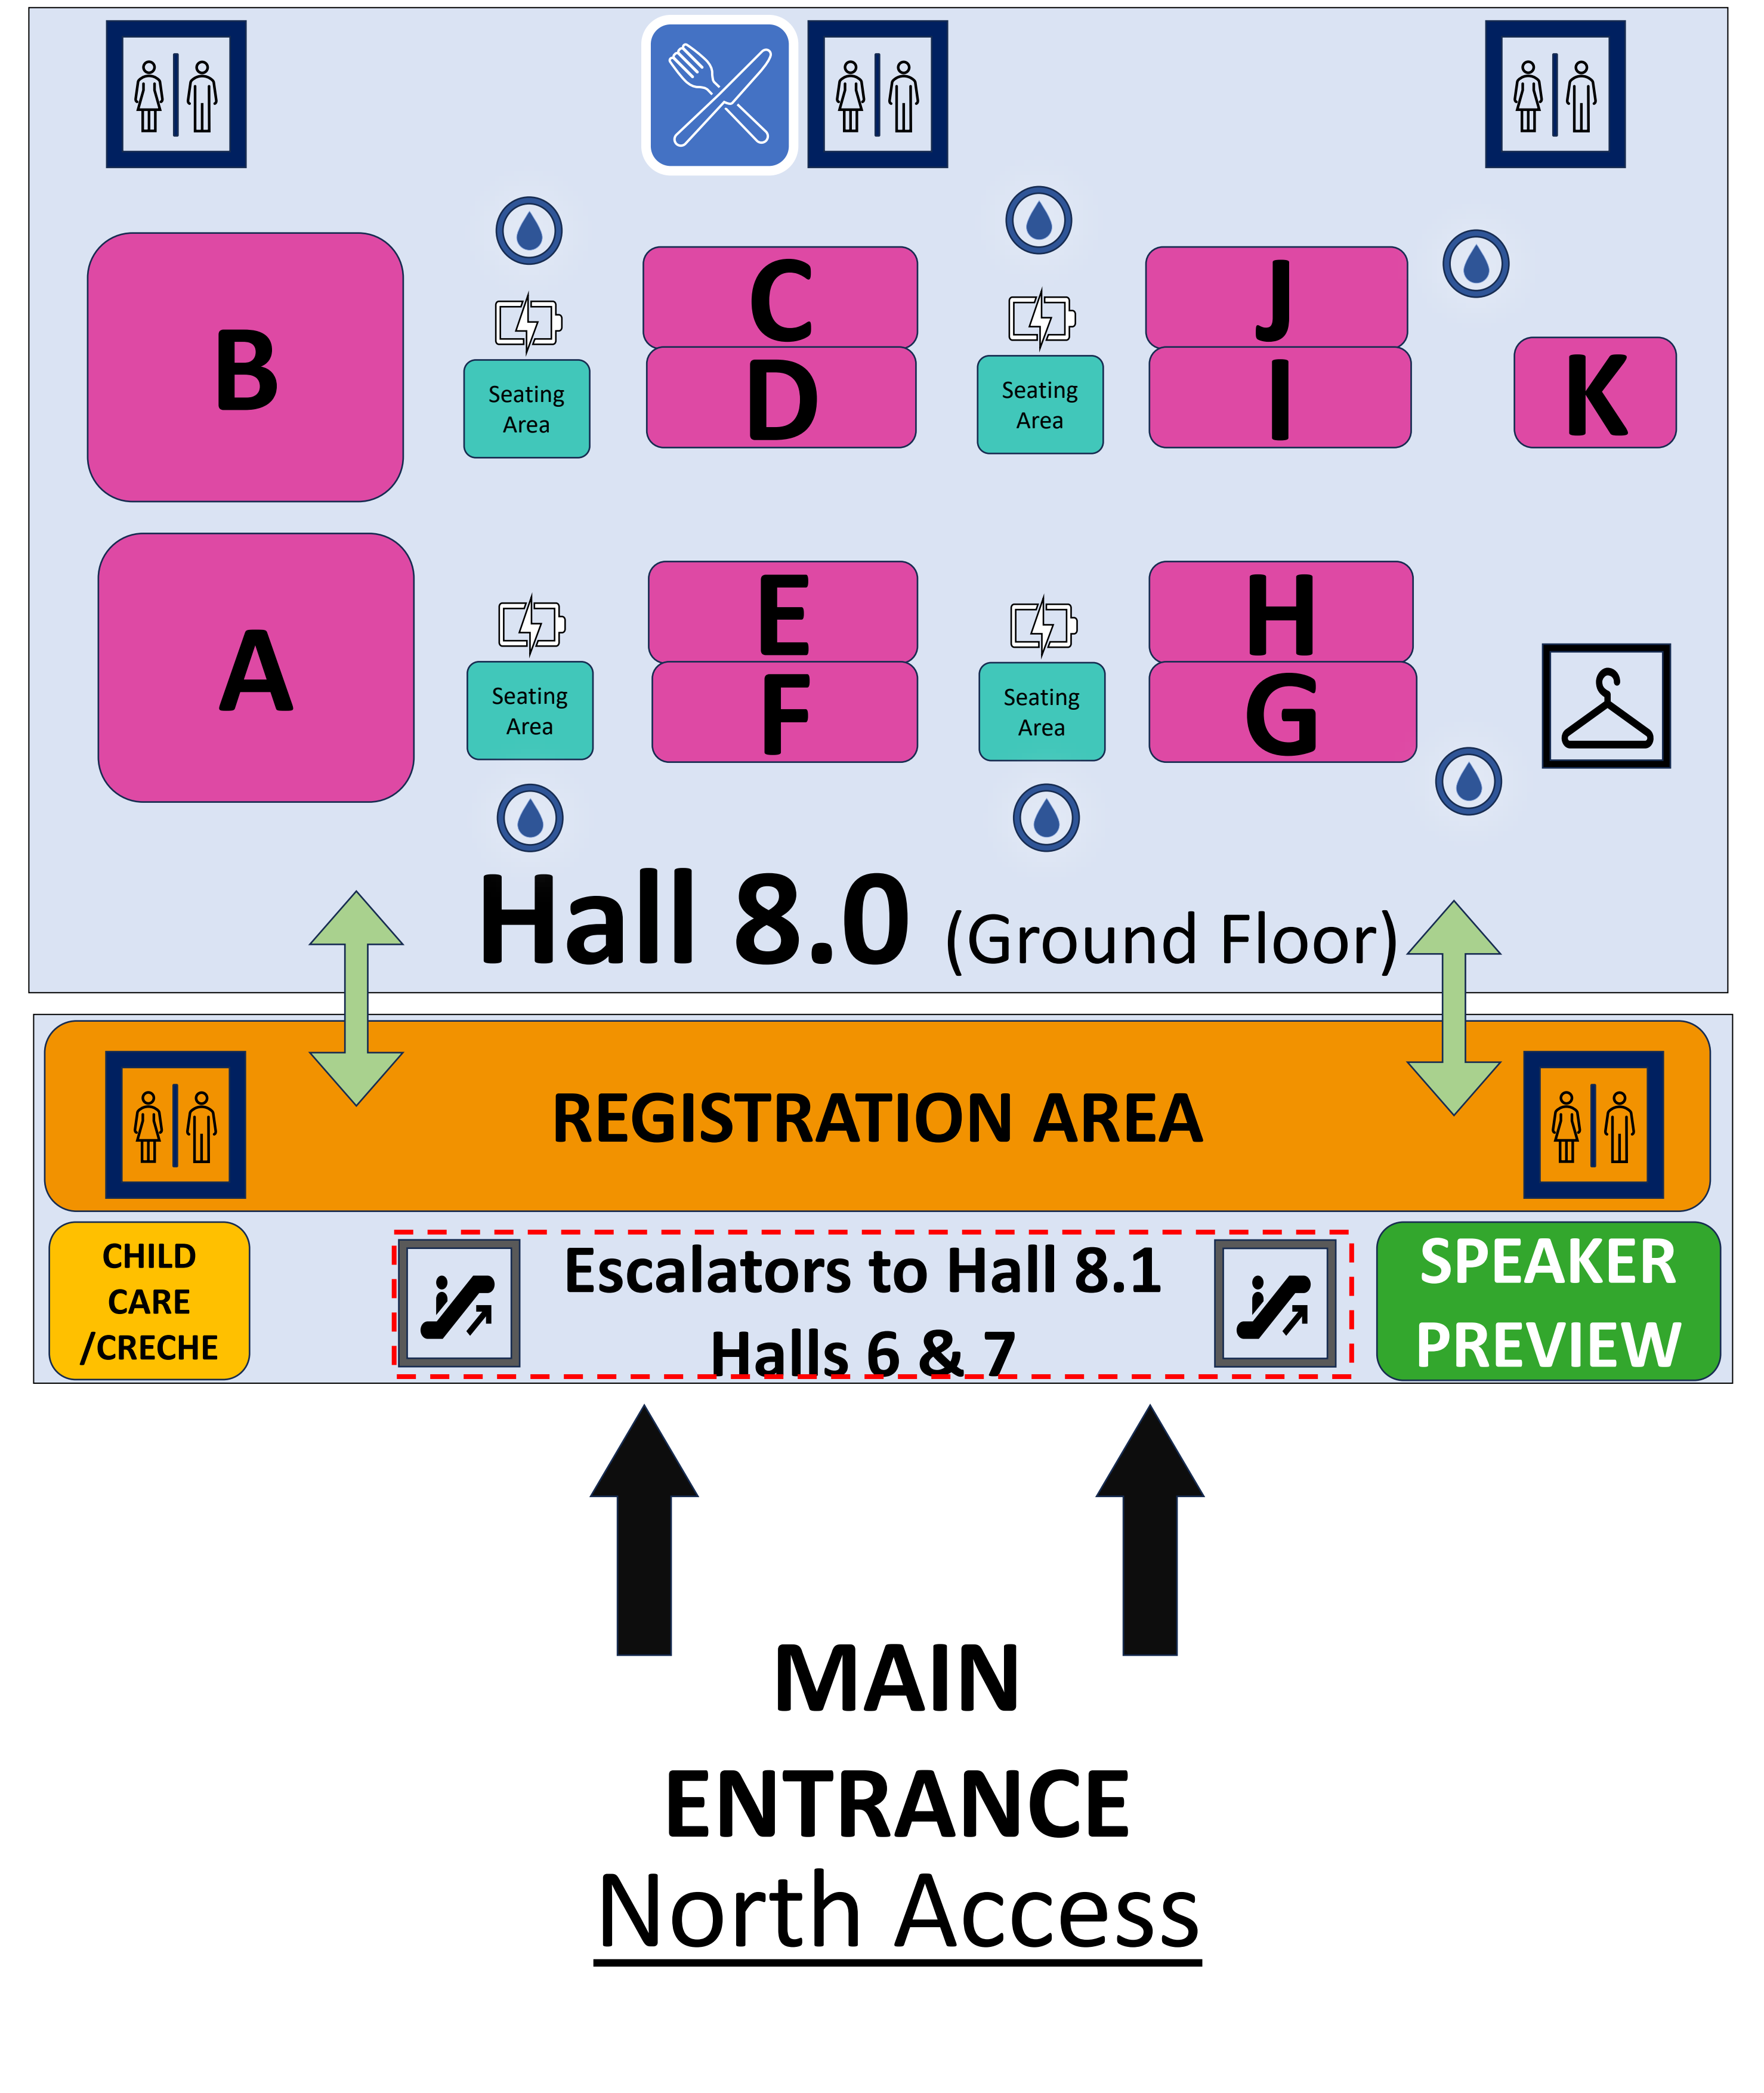 C
J
B
D
I
K
Seating
Area
Seating
Area
A
E
H
F
G
Seating
Area
Seating
Area
Hall 8.0 (Ground Floor)
REGISTRATION AREA
CHILD
CARE
/CRECHE
Escalators to Hall 8.1
Halls 6 & 7
SPEAKER
PREVIEW
MAIN
ENTRANCE
North Access